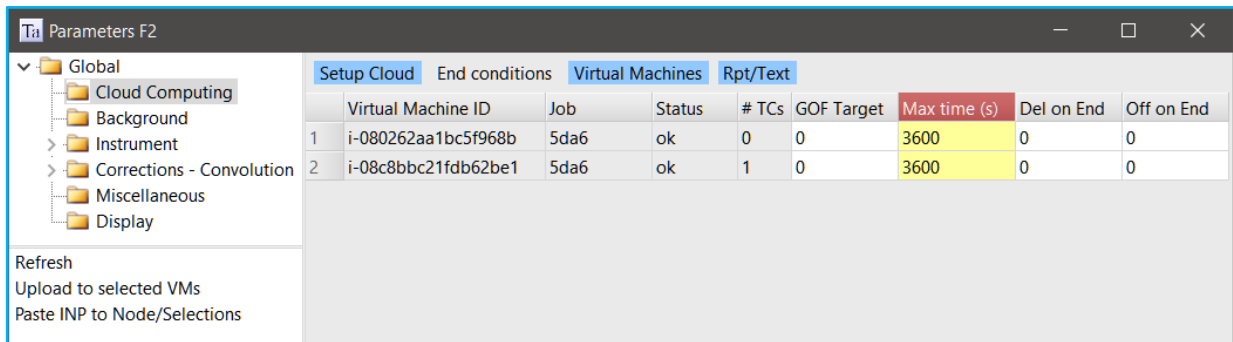 Ta Parameters F2
Global
Cloud Computing
Background
Instrument
Corrections - Convolution
Miscellaneous
Display
Refresh
Upload to selected VMs
Paste INP to Node/Selections
Setup Cloud End conditions Virtual Machines Rpt/Text
Virtual Machine ID Job Status # TCs GOF Target Max time (s) Del on End Off on End
1 i-080262aa1bc5f968b 5da6 ok 0 0 3600 0 0
2 i-08c8bbc21fdb62be1 5da6 ok 1 0 3600 0 0